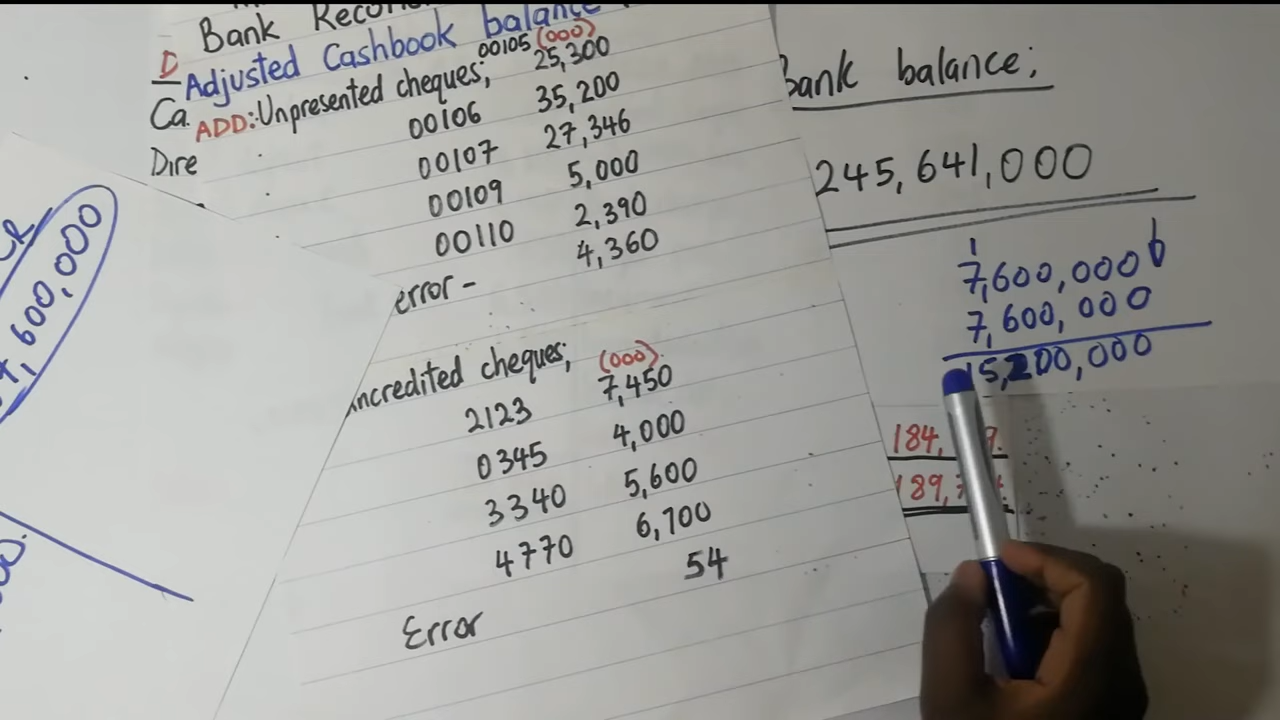 Bank
D
Adjusted Cashbook balance
Ca.
ADD: Unpresented cheques; 00105 (000) 25,300
Dire
00106 35,200
00107 27,346
00109 5,000
00110 2,390
error - 4,360
ncredited cheques; (000)
2123 7,450
0345 4,000
3340 5,600
4770 6,700
Error 54
Bank balance:
245,641,000
1
7,600,000
7,600,000
15,200,000
184,
189,
,600,000